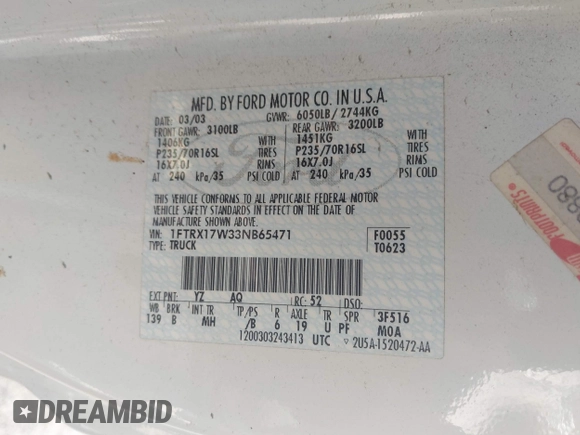 MFD. BY FORD MOTOR CO. IN U.S.A.
DATE: 03/03 GVWR: 6050LB/ 2744KG
FRONT GAWR: 3100LB REAR GAWR: 3200LB
1406KG WITH 1451KG WITH
P235/70R16SL TIRES P235/70R16SL TIRES
16X7.0J RIMS 16X7.0J RIMS
AT 240 kPa/35 PSI COLD AT 240 kPa/35 PSI COLD
THIS VEHICLE CONFORMS TO ALL APPLICABLE FEDERAL MOTOR
VEHICLE SAFETY STANDARDS IN EFFECT ON THE DATE OF
MANUFACTURE SHOWN ABOVE.
VIN: 1FTRX17W33NB65471 F0055
TYPE: TRUCK T0623
EXT PNT: YZ AQ RC: 52 DSO:
WB BRK INT TR TP/PS R AXLE TR SPR 3F516
139 B MH /B 6 19 U PF M0A
1200303243413 UTC 2U5A-1520472-AA
Ford
880
FOOTPRINTS
DREAMBID